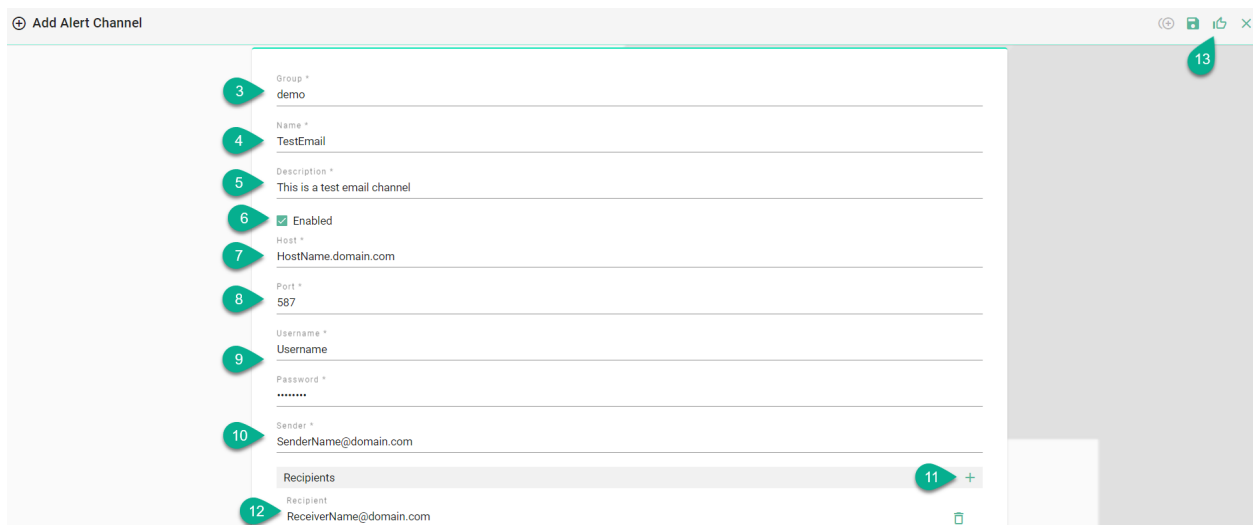 Add Alert Channel
13
Group *
3
demo
Name *
4
TestEmail
Description *
5
This is a test email channel
6
Enabled
Host *
7
HostName.domain.com
Port *
8
587
Username *
Username
9
Password *
••••••••
Sender *
10
SenderName@domain.com
Recipients
11
Recipient
12
ReceiverName@domain.com